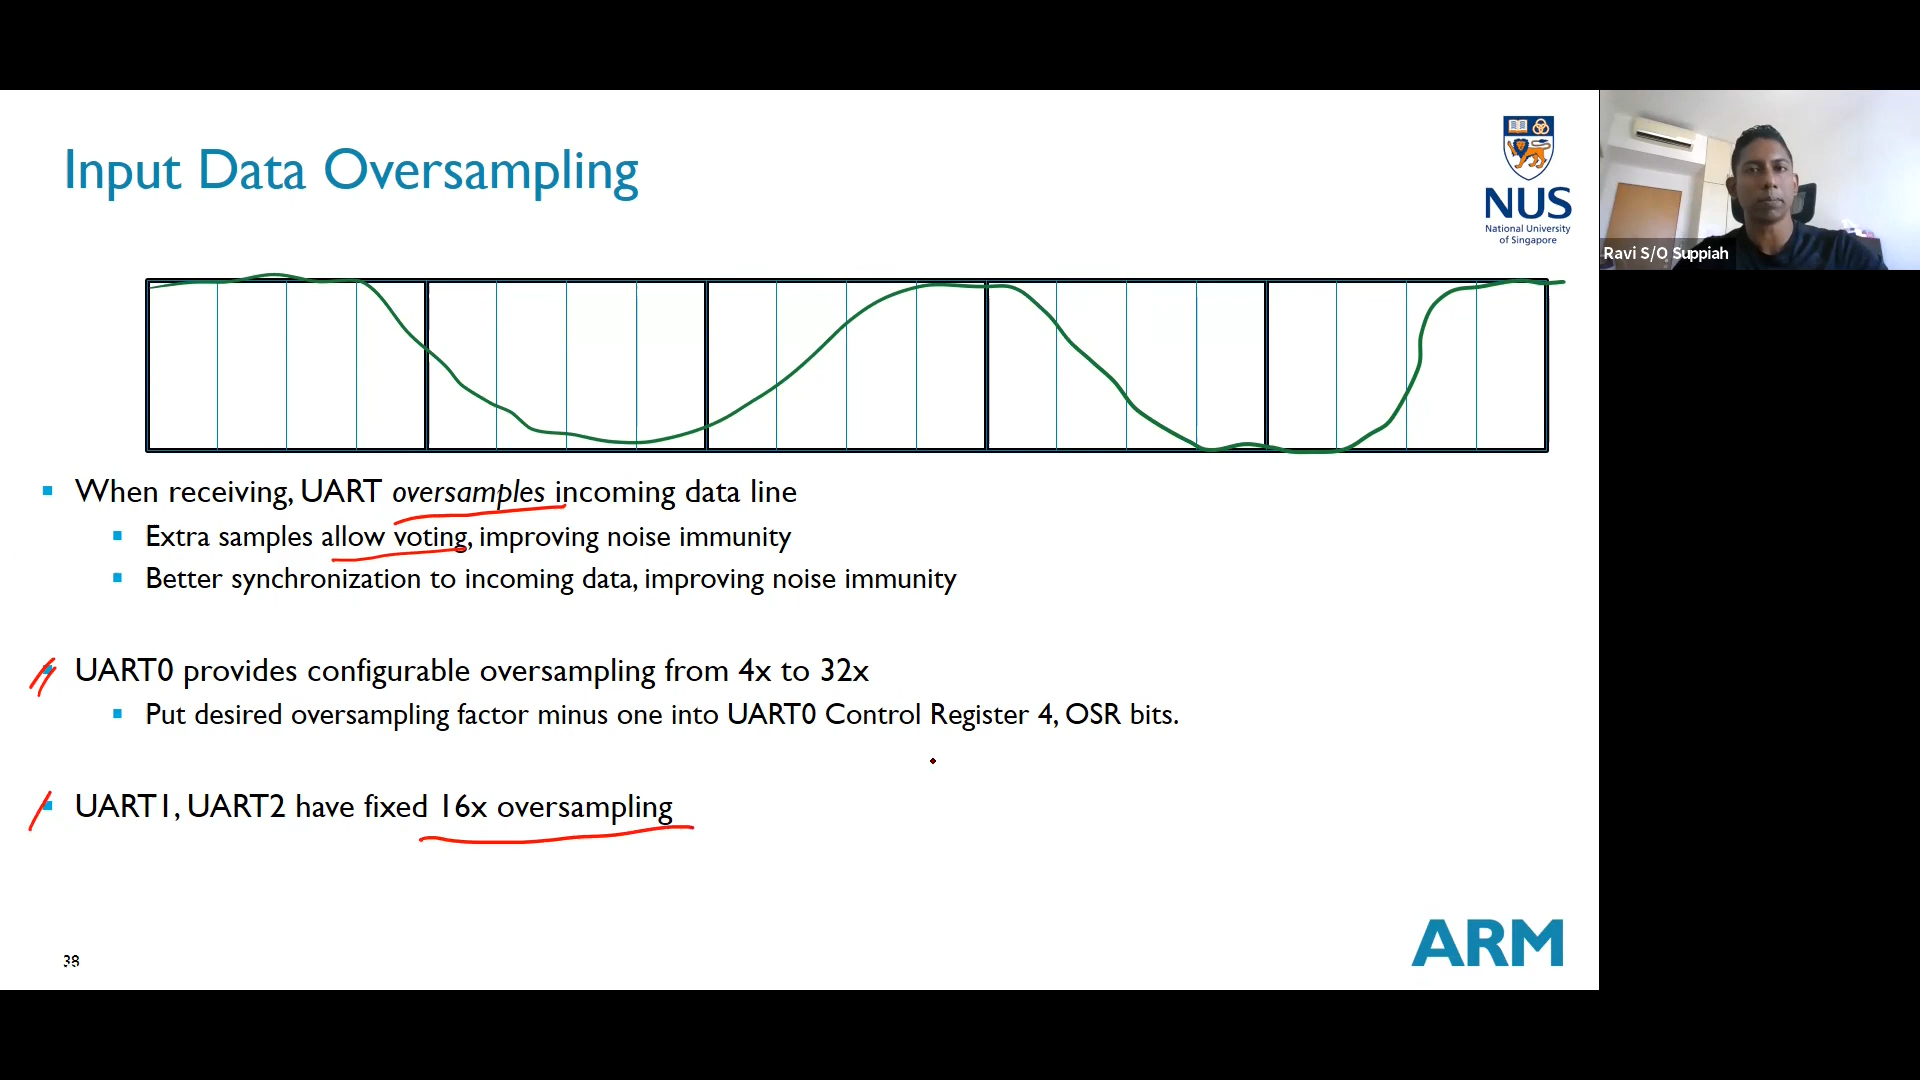 Input Data Oversampling
NUS
National University
of Singapore
Ravi S/O Suppiah
When receiving, UART oversamples incoming data line
Extra samples allow voting, improving noise immunity
Better synchronization to incoming data, improving noise immunity
UART0 provides configurable oversampling from 4x to 32x
Put desired oversampling factor minus one into UART0 Control Register 4, OSR bits.
UART1, UART2 have fixed 16x oversampling
38
ARM